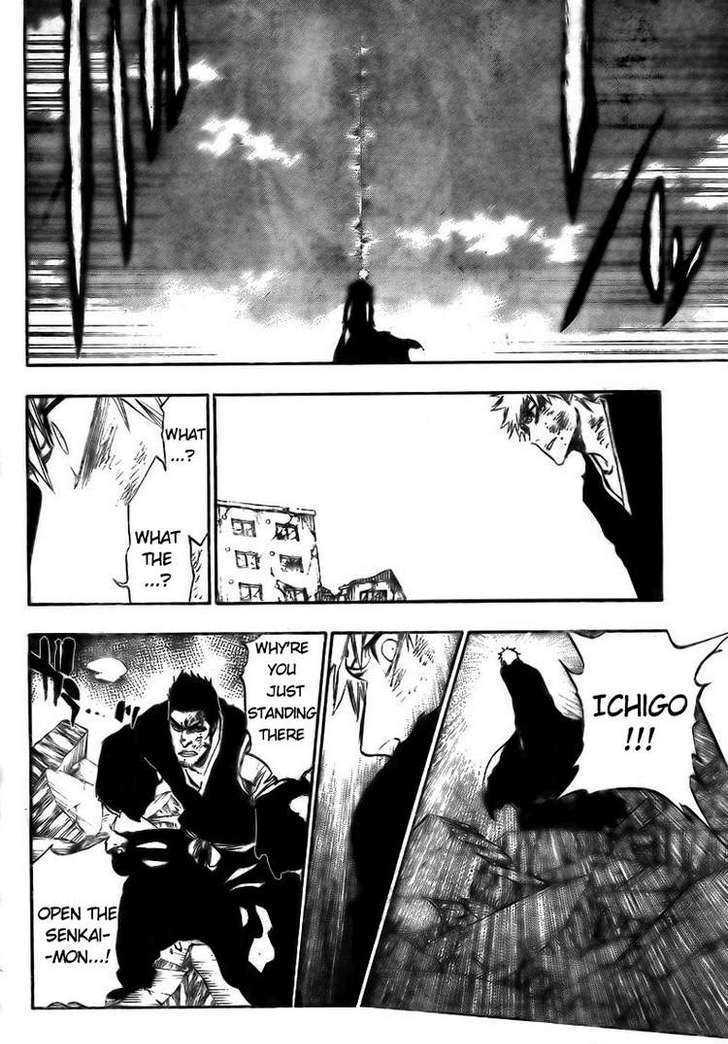 WHAT
...?
WHAT
THE
...?
ICHIGO
!!!
WHY'RE
YOU
JUST
STANDING
THERE
OPEN THE
SENKAI-
-MON...!